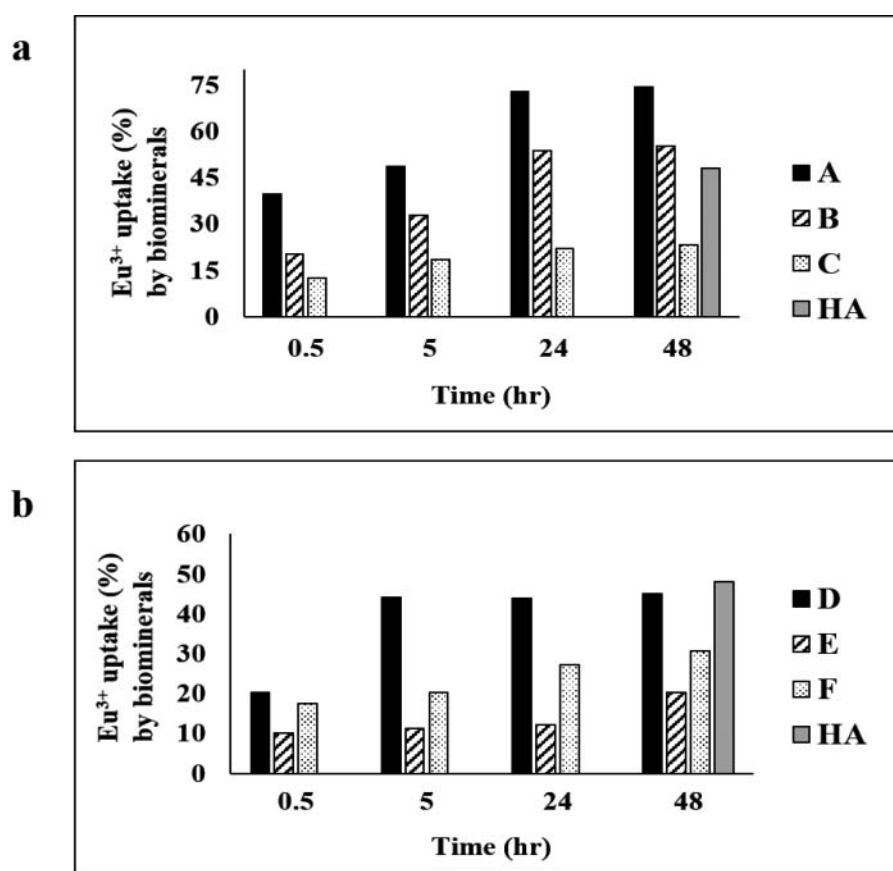 a
Eu³⁺ uptake (%)
by biominerals
75
60
45
30
15
0
0.5 5 24 48
Time (hr)
A
B
C
HA
b
Eu³⁺ uptake (%)
by biominerals
60
50
40
30
20
10
0
0.5 5 24 48
Time (hr)
D
E
F
HA